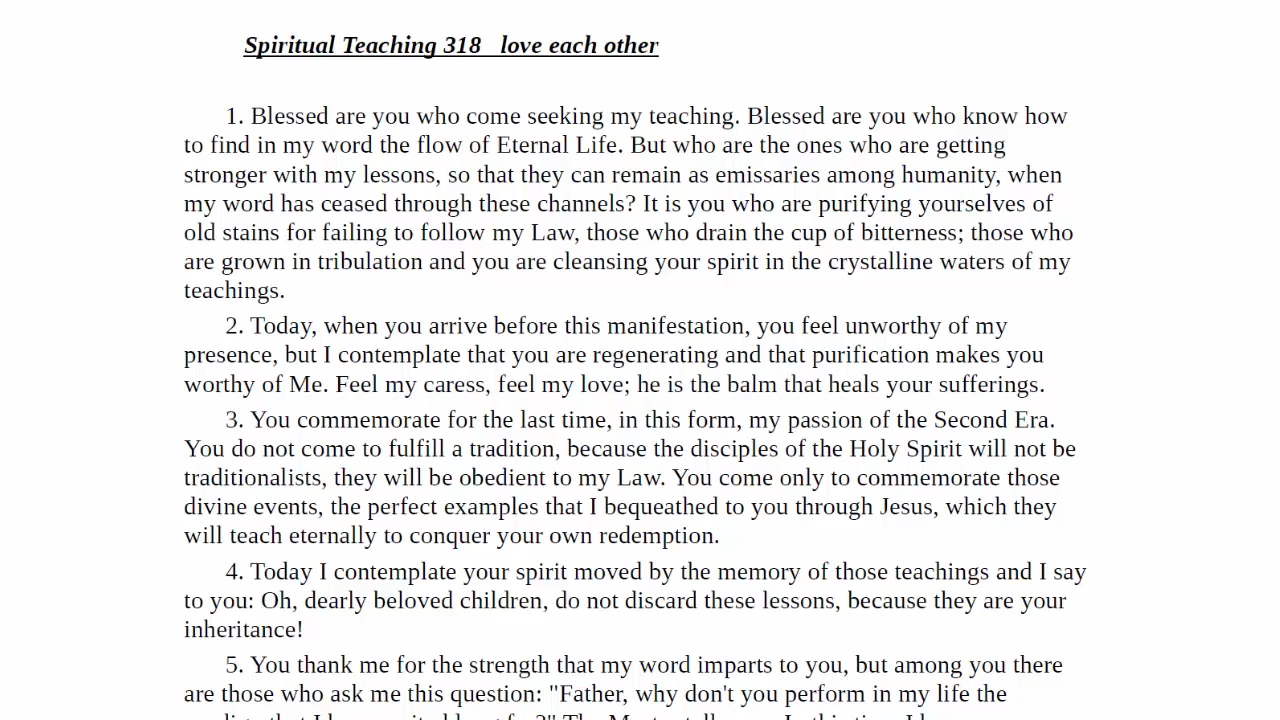 Spiritual Teaching 318   love each other
1. Blessed are you who come seeking my teaching. Blessed are you who know how
to find in my word the flow of Eternal Life. But who are the ones who are getting
stronger with my lessons, so that they can remain as emissaries among humanity, when
my word has ceased through these channels? It is you who are purifying yourselves of
old stains for failing to follow my Law, those who drain the cup of bitterness; those who
are grown in tribulation and you are cleansing your spirit in the crystalline waters of my
teachings.
2. Today, when you arrive before this manifestation, you feel unworthy of my
presence, but I contemplate that you are regenerating and that purification makes you
worthy of Me. Feel my caress, feel my love; he is the balm that heals your sufferings.
3. You commemorate for the last time, in this form, my passion of the Second Era.
You do not come to fulfill a tradition, because the disciples of the Holy Spirit will not be
traditionalists, they will be obedient to my Law. You come only to commemorate those
divine events, the perfect examples that I bequeathed to you through Jesus, which they
will teach eternally to conquer your own redemption.
4. Today I contemplate your spirit moved by the memory of those teachings and I say
to you: Oh, dearly beloved children, do not discard these lessons, because they are your
inheritance!
5. You thank me for the strength that my word imparts to you, but among you there
are those who ask me this question: "Father, why don't you perform in my life the